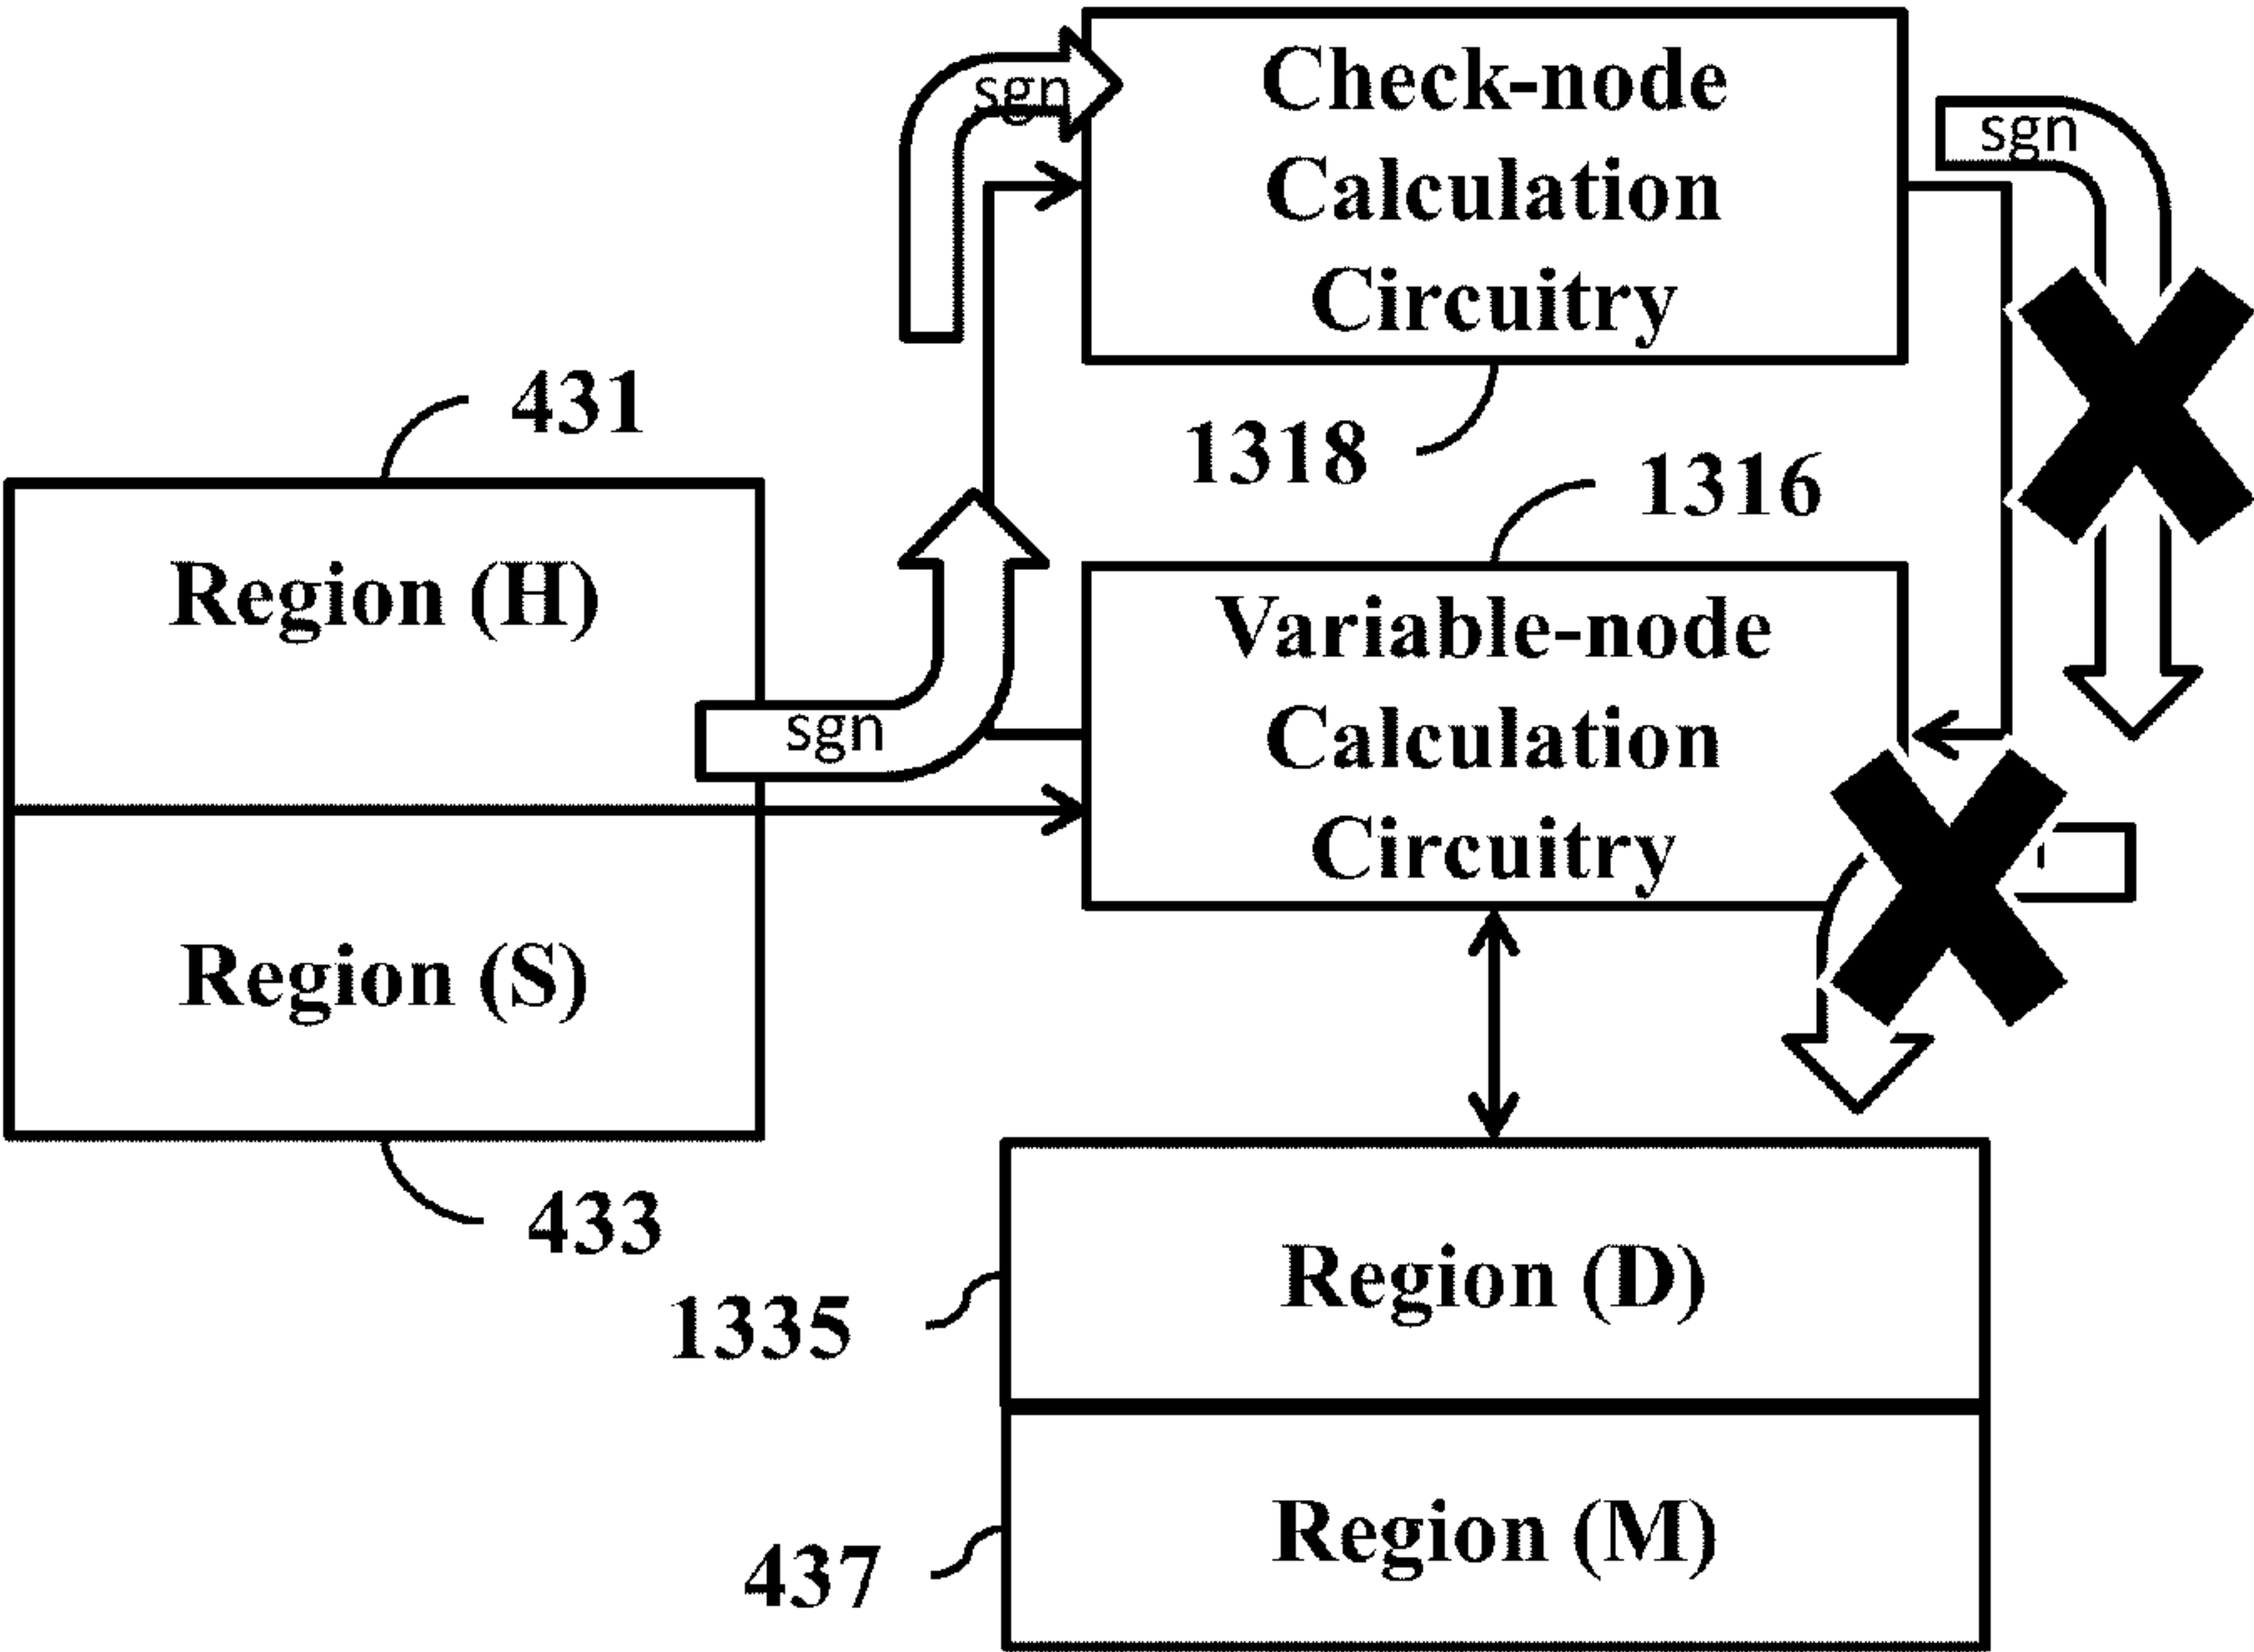 sgn
Check-node
Calculation
Circuitry
sgn
431
1318
1316
Region (H)
sgn
Variable-node
Calculation
Circuitry
Region (S)
433
1335
Region (D)
437
Region (M)